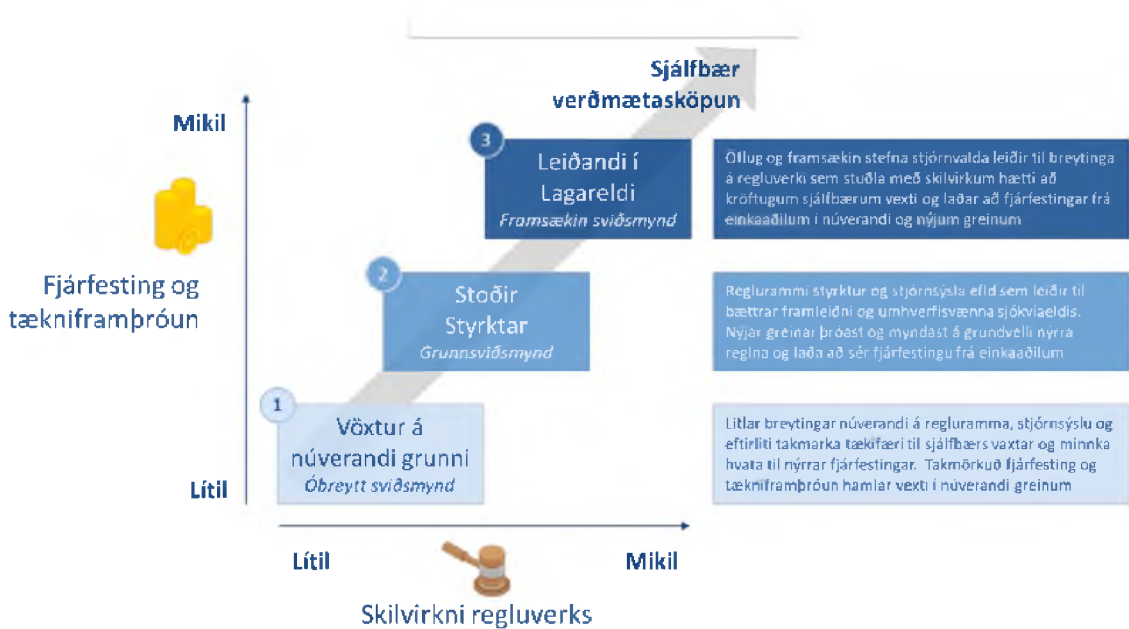 Sjálfbær
verðmætasköpun
Mikil
Fjárfesting og
tækniframþróun
Lítil
3
Leiðandi í
Lagareldi
Framsækin sviðsmynd
Öflug og framsækin stefna stjórnvalda leiðir til breytinga
á regluverki sem stuðla með skilvirkum hætti að
kröftugum sjálfbærum vexti og laðar að fjárfestingar frá
einkaaðilum í núverandi og nýjum greinum
2
Stoðir
Styrktar
Grunnsviðsmynd
Reglurammi styrktur og stjórnsýsla efld sem leiðir til
bættrar framleiðni og umhverfisvænna sjókvíaeldis.
Nýjar greinar þróast og myndast á grundvelli nýrra
reglna og laða að sér fjárfestingu frá einkaaðilum
1
Vöxtur á
núverandi grunni
Óbreytt sviðsmynd
Litlar breytingar núverandi á regluramma, stjórnsýslu og
eftirliti takmarka tækifæri til sjálfbærs vaxtar og minnka
hvata til nýrrar fjárfestingar. Takmörkuð fjárfesting og
tækniframþróun hamlar vexti í núverandi greinum
Lítil
Mikil
Skilvirkni regluverks